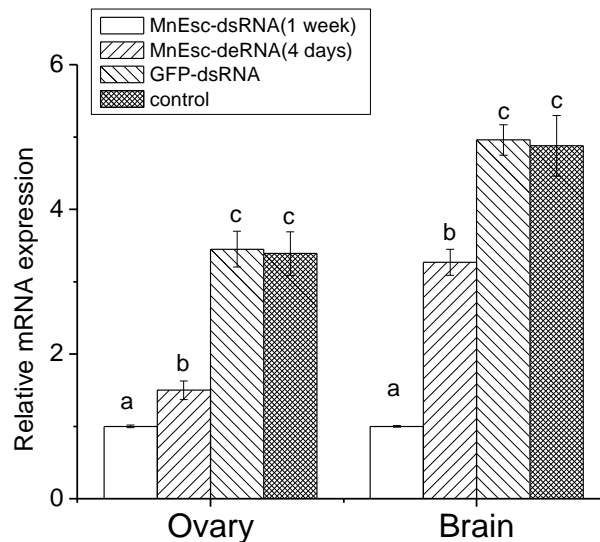 MnEsc-dsRNA(1 week)
MnEsc-deRNA(4 days)
GFP-dsRNA
control
Relative mRNA expression
6
4
2
0
a
b
c
c
a
b
c
c
Ovary
Brain